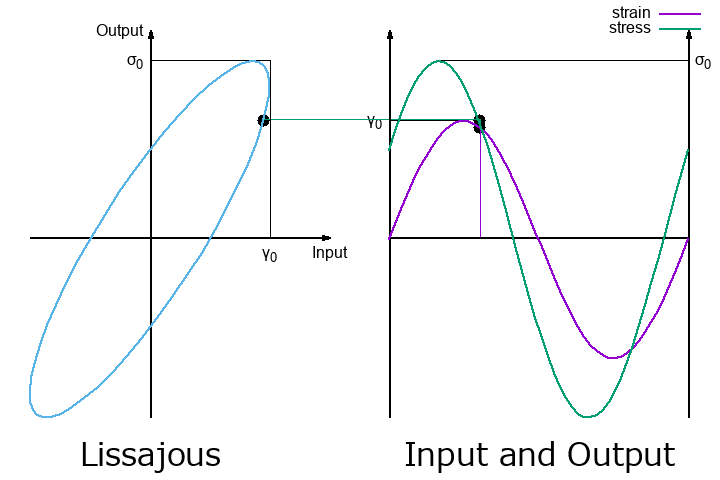 strain
stress
Output
σ0
σ0
γ0
γ0
Input
Lissajous
Input and Output